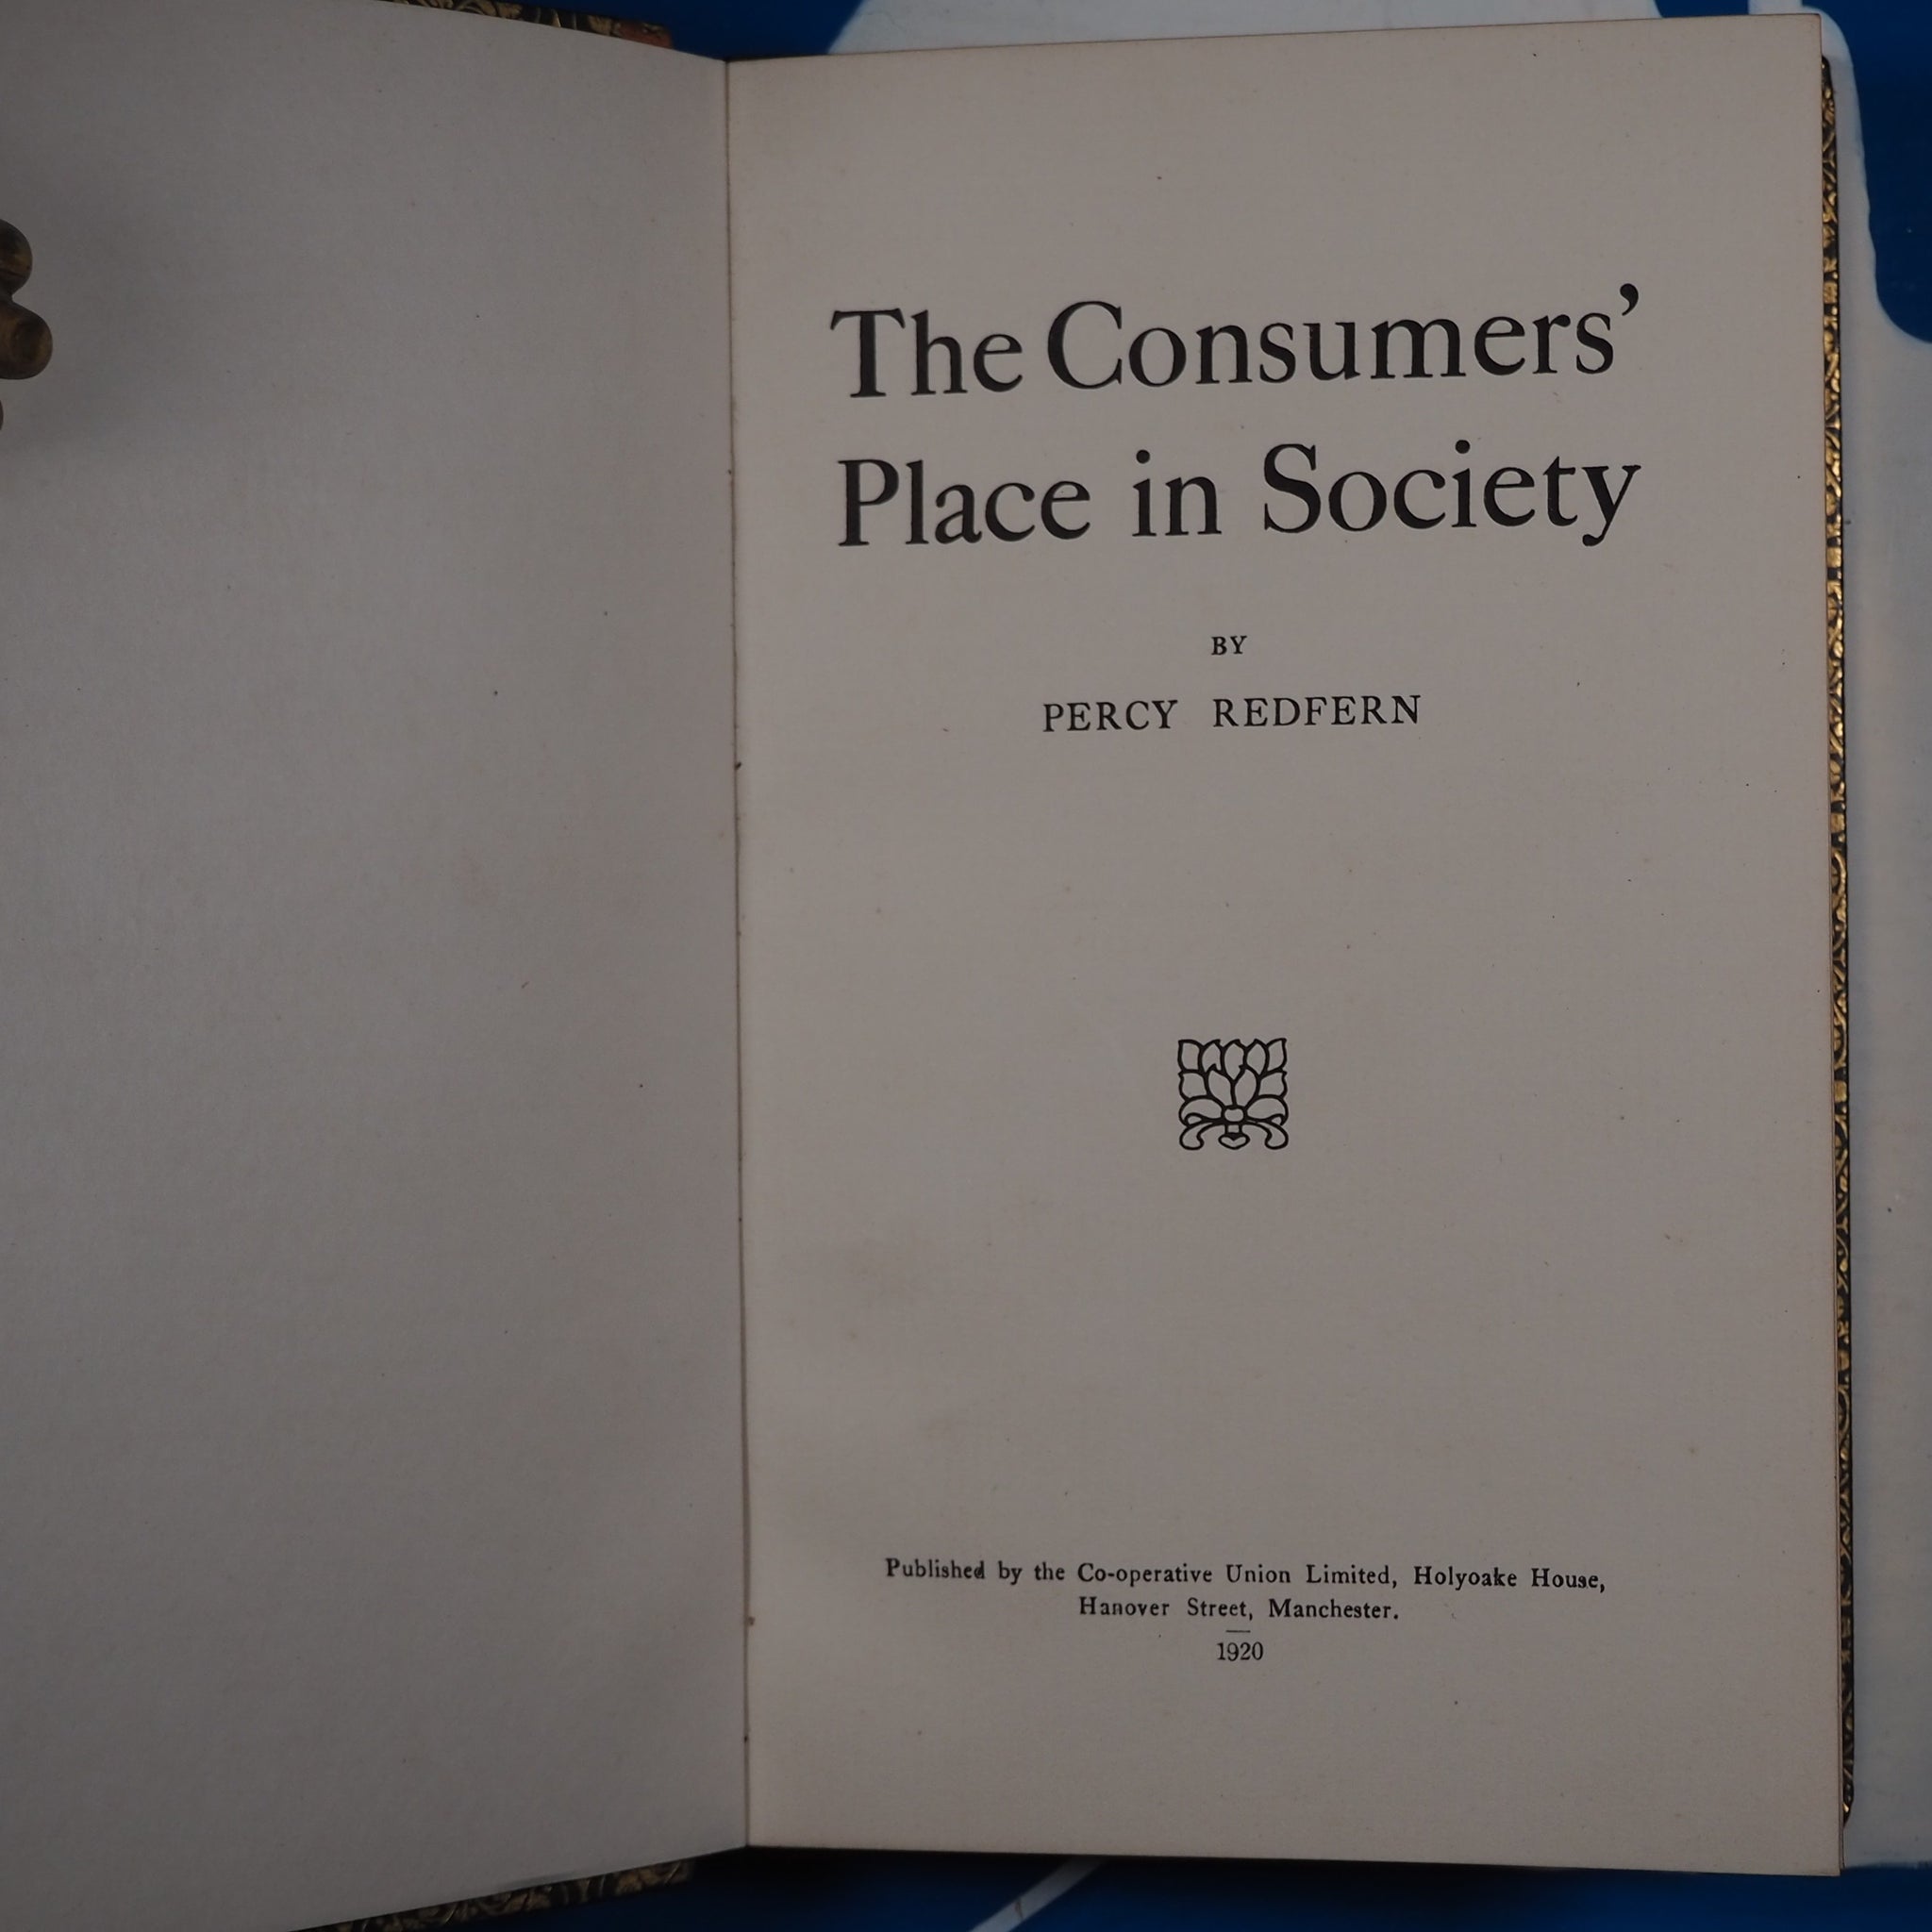 The Consumers’
Place in Society
BY
PERCY REDFERN
Published by the Co-operative Union Limited, Holyoake House,
Hanover Street, Manchester.
1920